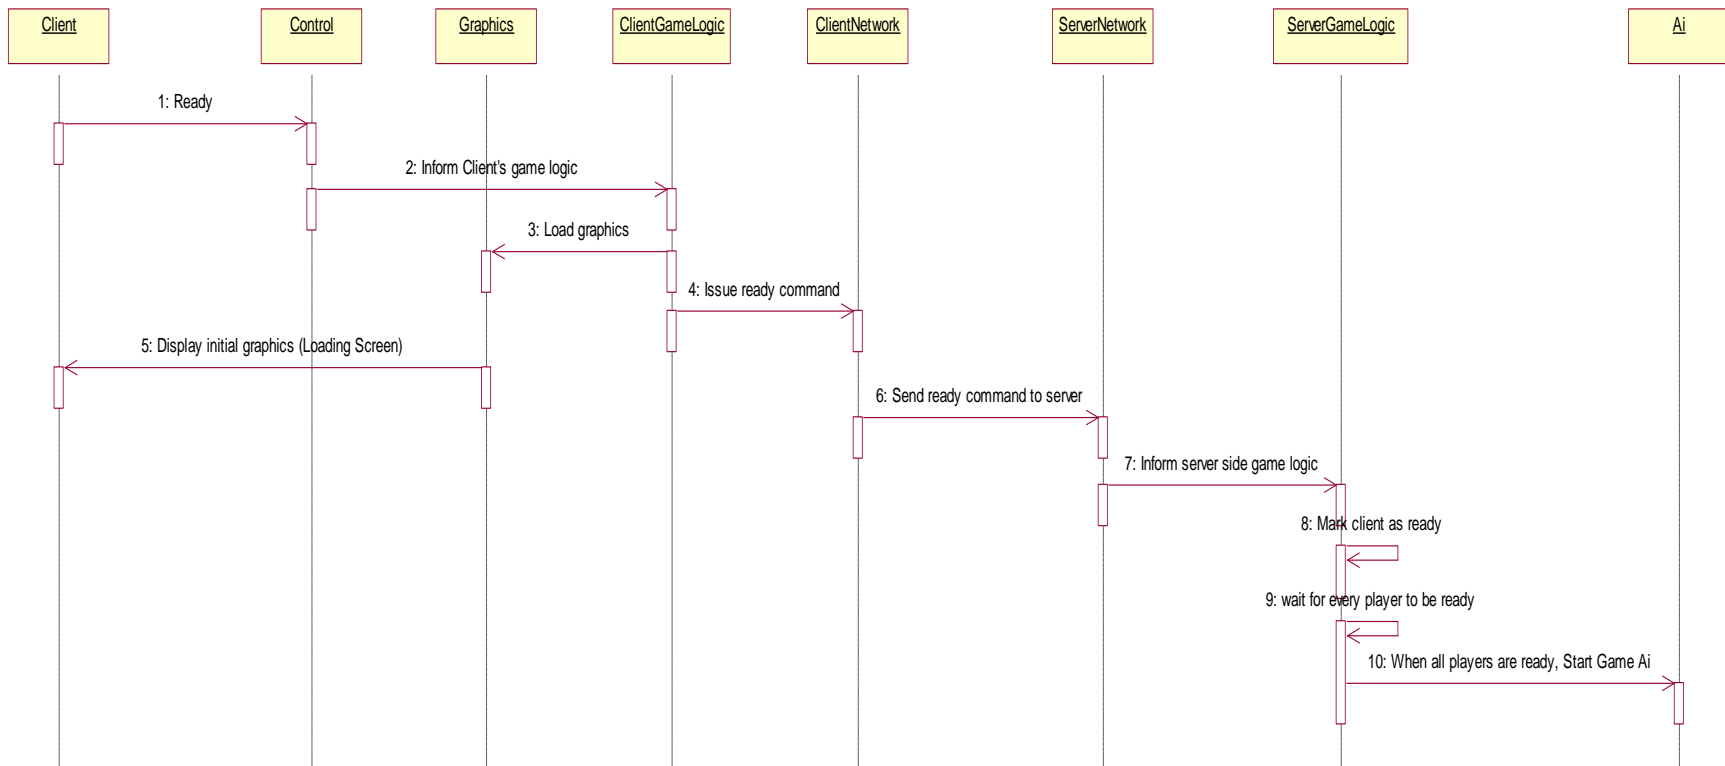 Client
Control
Graphics
ClientGameLogic
ClientNetwork
ServerNetwork
ServerGameLogic
Ai
1: Ready
2: Inform Client's game logic
3: Load graphics
4: Issue ready command
5: Display initial graphics (Loading Screen)
6: Send ready command to server
7: Inform server side game logic
8: Mark client as ready
9: wait for every player to be ready
10: When all players are ready, Start Game Ai